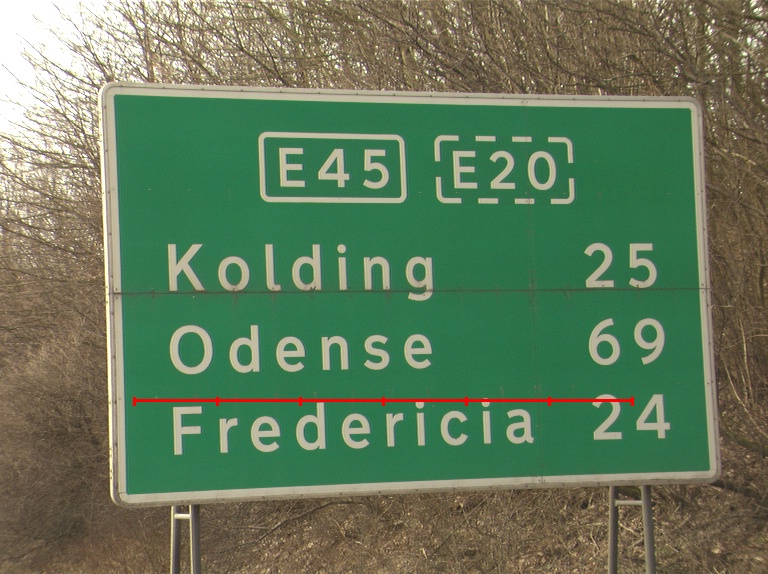 E45 E20
Kolding 25
Odense 69
Fredericia 24